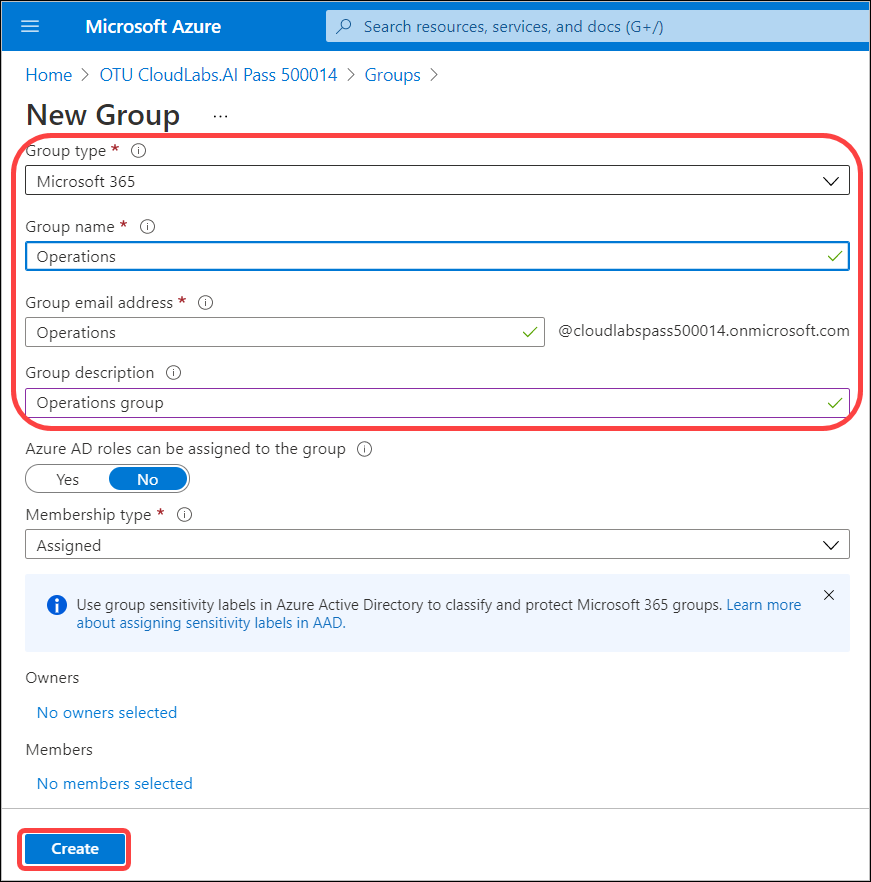 Microsoft Azure
Search resources, services, and docs (G+/)
Home > OTU CloudLabs.AI Pass 500014 > Groups >
New Group ...
Group type *
Microsoft 365
Group name *
Operations
Group email address *
Operations
@cloudlabspass500014.onmicrosoft.com
Group description
Operations group
Azure AD roles can be assigned to the group
Yes No
Membership type *
Assigned
Use group sensitivity labels in Azure Active Directory to classify and protect Microsoft 365 groups. Learn more
about assigning sensitivity labels in AAD.
Owners
No owners selected
Members
No members selected
Create